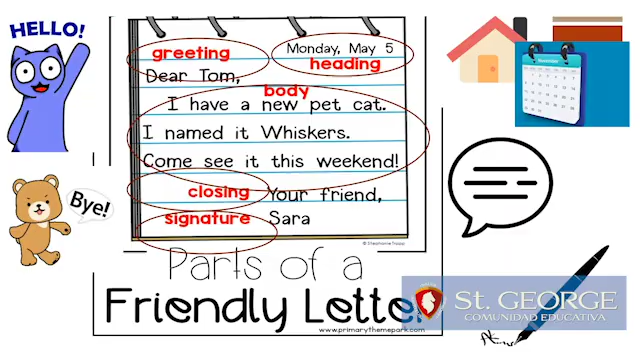 HELLO!
greeting
Monday, May 5
heading
Dear Tom,
body
I have a new pet cat.
I named it Whiskers.
Come see it this weekend!
closing
Your friend,
signature
Sara
Bye!
Parts of a
Friendly Letter
www.primarythemepark.com
ST. GEORGE
COMUNIDAD EDUCATIVA